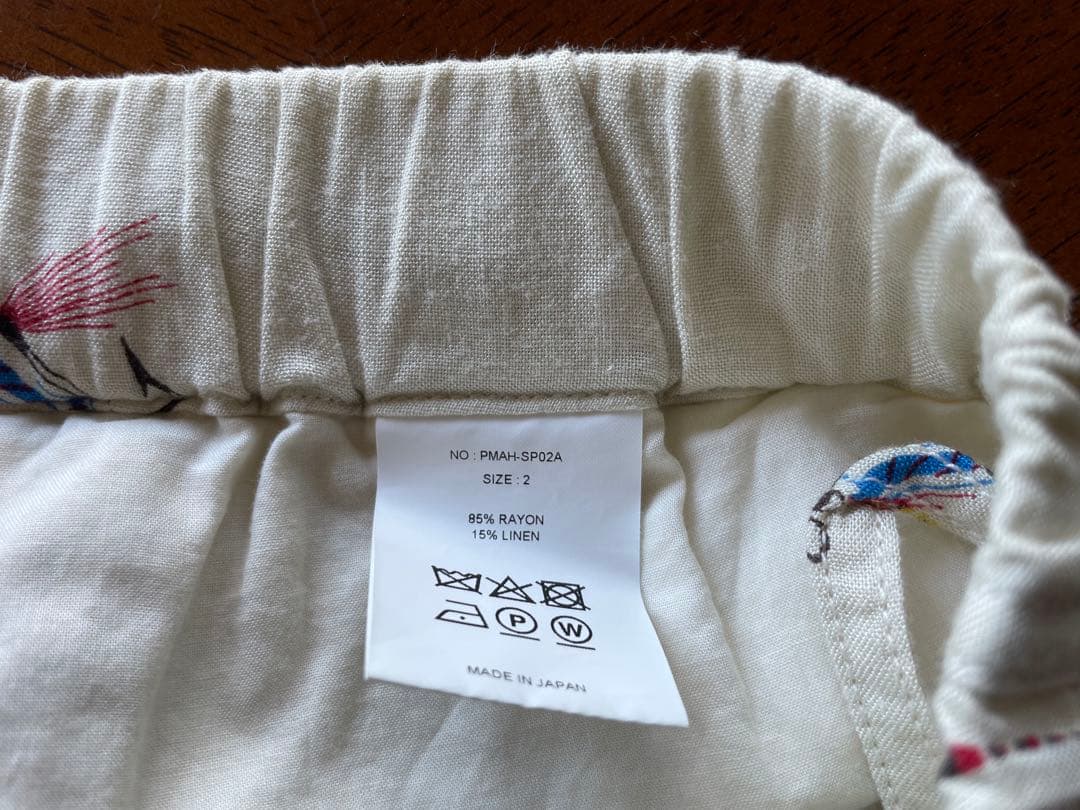 NO : PMAH-SP02A
SIZE : 2
85% RAYON
15% LINEN
P W
MADE IN JAPAN